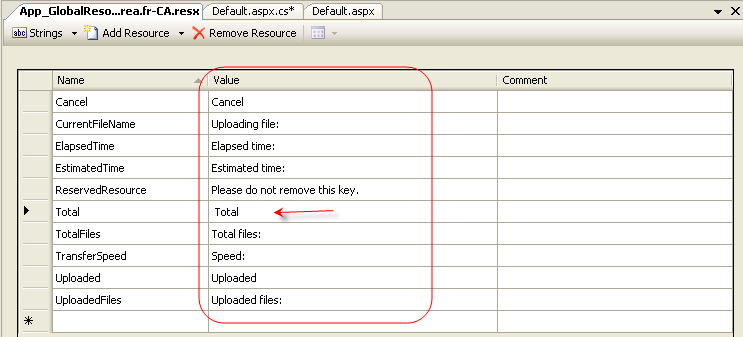 App_GlobalReso...rea.fr-CA.resx Default.aspx.cs* Default.aspx
abc Strings Add Resource Remove Resource
Name Value Comment
Cancel Cancel
CurrentFileName Uploading file:
ElapsedTime Elapsed time:
EstimatedTime Estimated time:
ReservedResource Please do not remove this key.
Total Total
TotalFiles Total files:
TransferSpeed Speed:
Uploaded Uploaded
UploadedFiles Uploaded files: